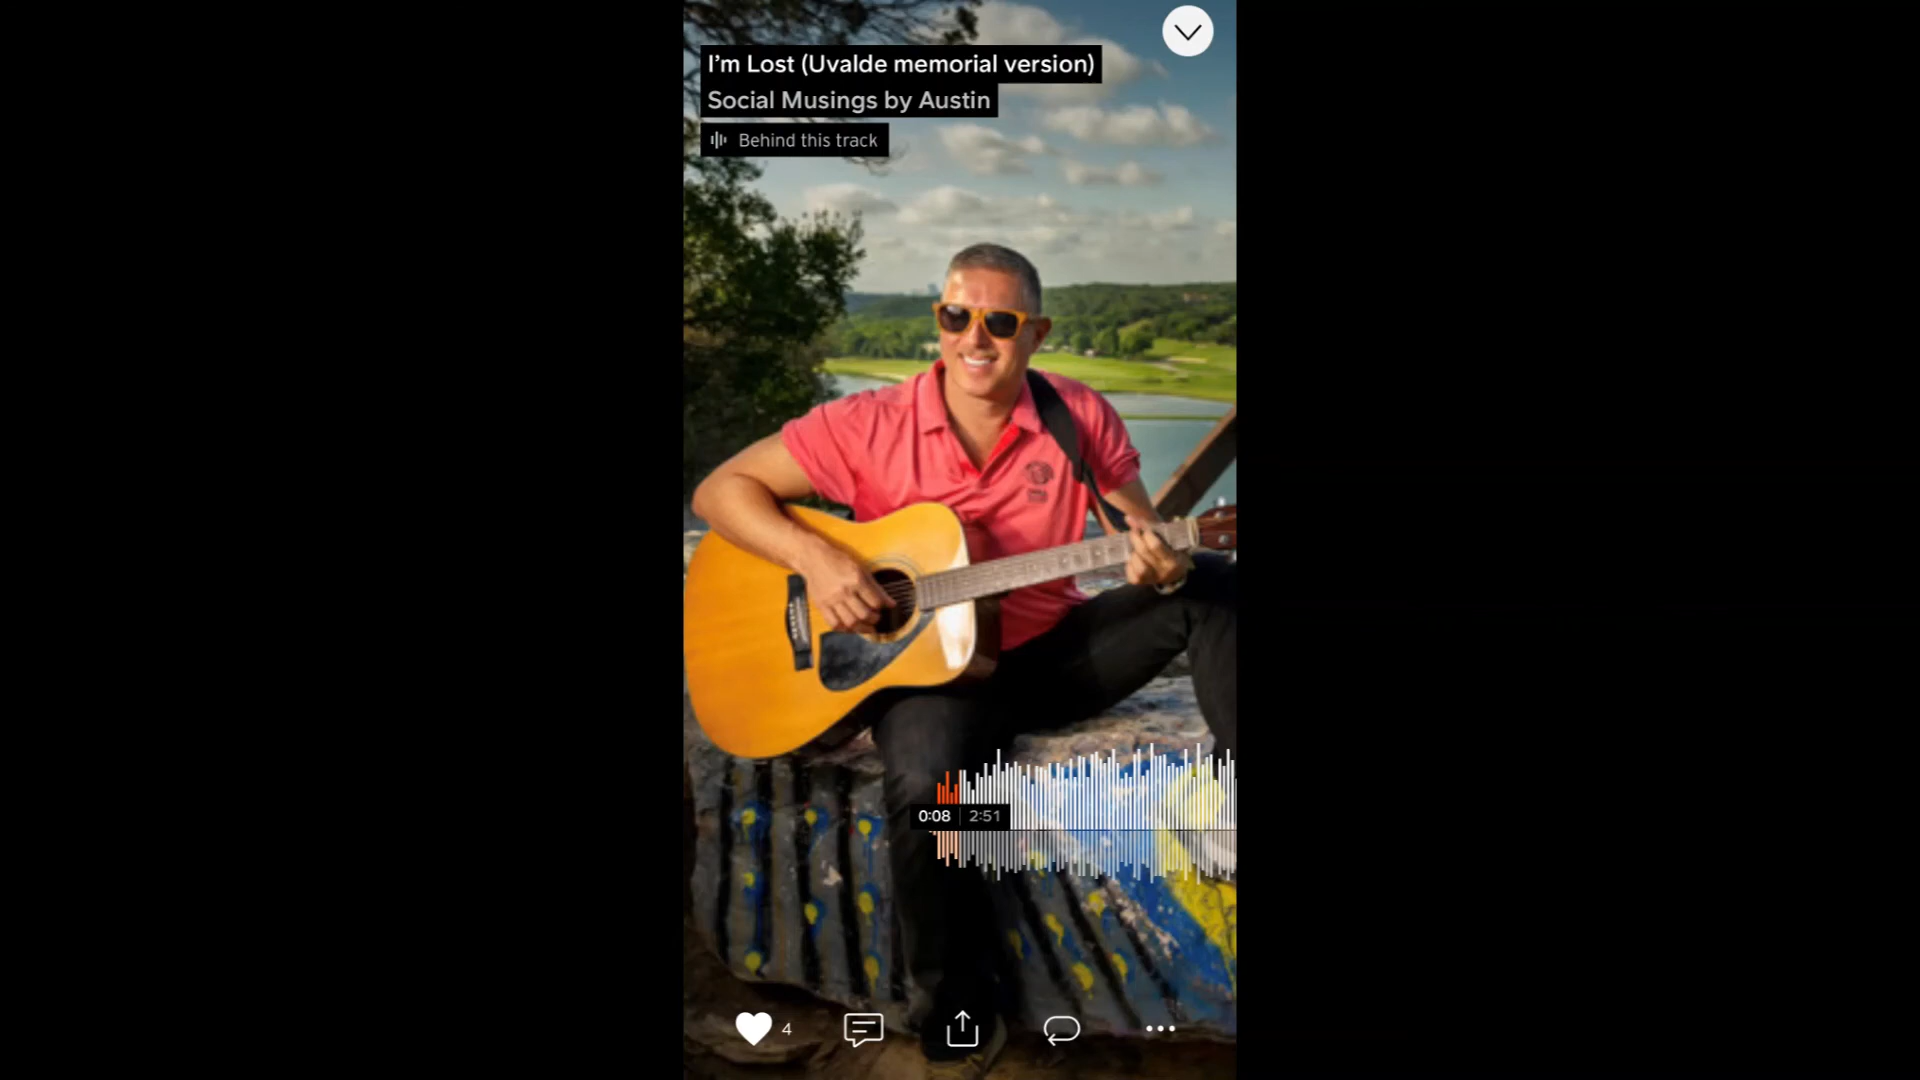 I’m Lost (Uvalde memorial version)
Social Musings by Austin
Behind this track
0:08 2:51
4